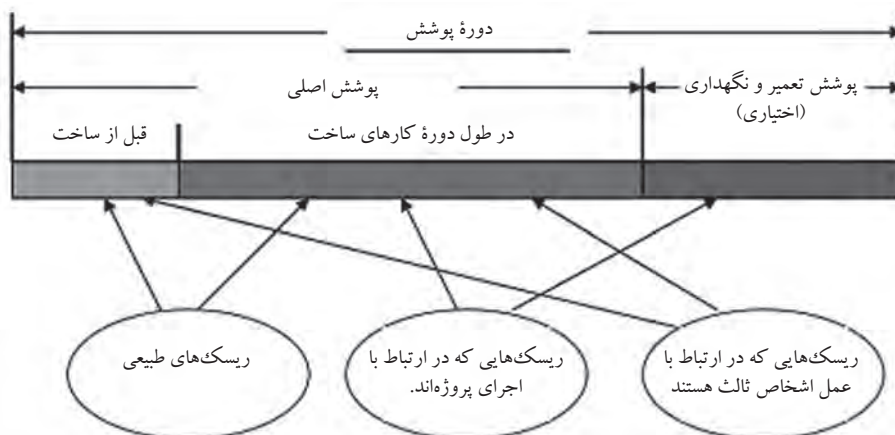 دورهٔ پوشش
پوشش تعمیر و نگهداری
(اختیاری)
پوشش اصلی
در طول دورهٔ کارهای ساخت
قبل از ساخت
ریسک‌هایی که در ارتباط با
عمل اشخاص ثالث هستند
ریسک‌هایی که در ارتباط با
اجرای پروژه‌اند.
ریسک‌های طبیعی